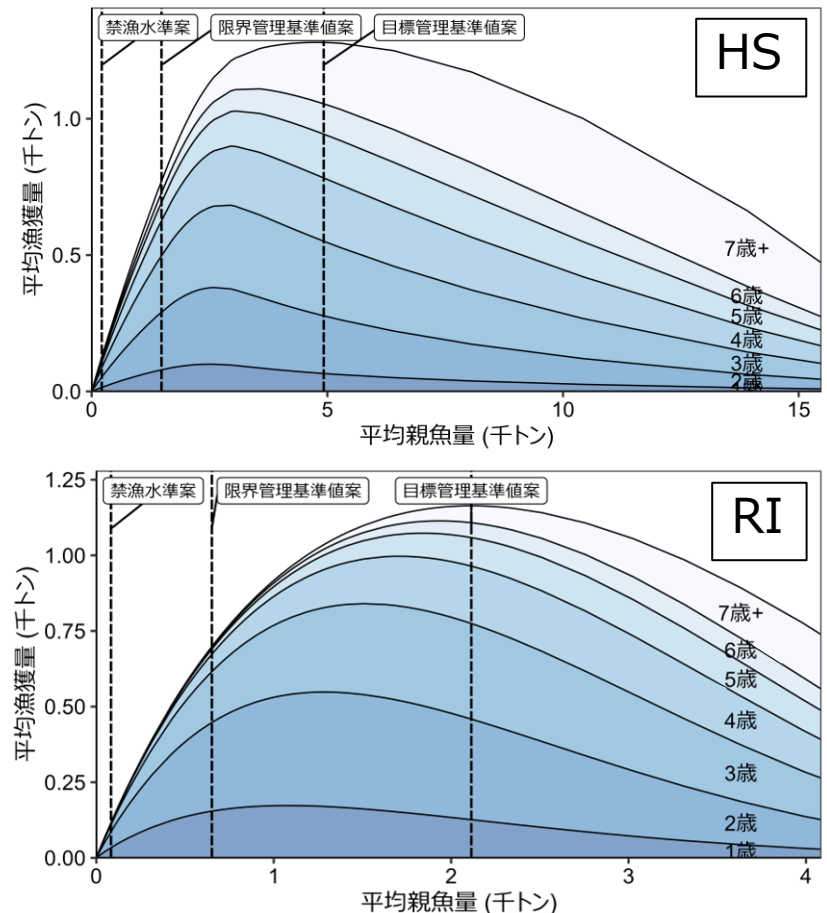 禁漁水準案 限界管理基準値案 目標管理基準値案
HS
平均漁獲量 (千トン)
1.0
0.5
0.0
7歳+
6歳
5歳
4歳
3歳
2歳
0 5 10 15
平均親魚量 (千トン)
禁漁水準案 限界管理基準値案 目標管理基準値案
RI
平均漁獲量 (千トン)
1.25
1.00
0.75
0.50
0.25
0.00
7歳+
6歳
5歳
4歳
3歳
2歳
1歳
0 1 2 3 4
平均親魚量 (千トン)